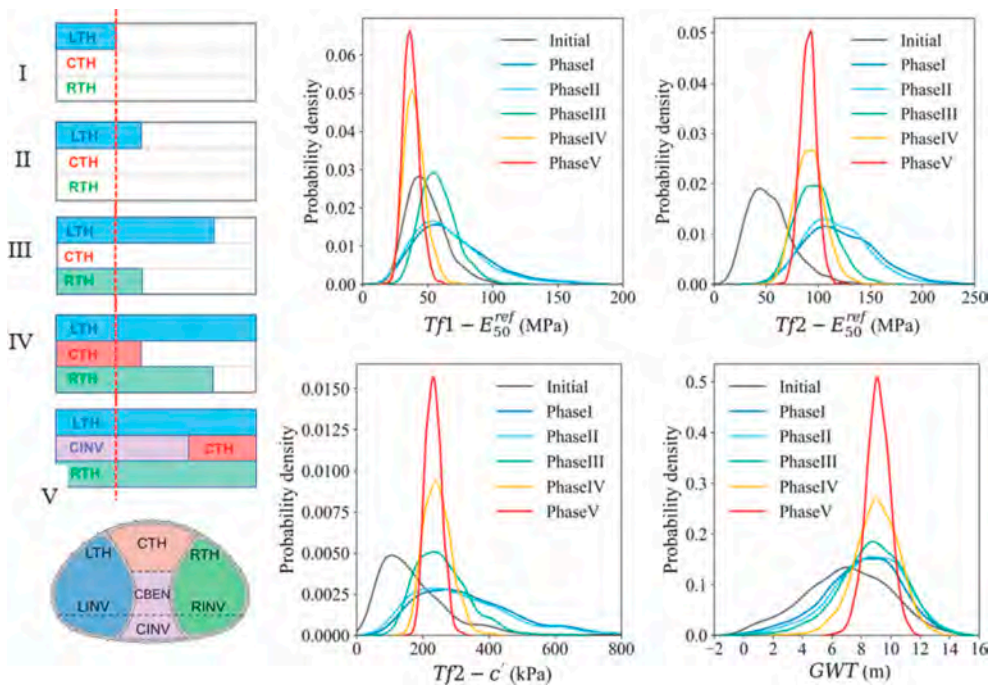 I
LTH
CTH
RTH
II
LTH
CTH
RTH
III
LTH
CTH
RTH
IV
LTH
CTH
RTH
V
LTH
CINV CTH
RTH
LTH CTH RTH
LINV CBEN RINV
CINV
Probability density
0.06
0.05
0.04
0.03
0.02
0.01
0.00
0 50 100 150 200
Initial
PhaseI
PhaseII
PhaseIII
PhaseIV
PhaseV
Tf1 − E₅₀ʳᵉᶠ (MPa)
Probability density
0.05
0.04
0.03
0.02
0.01
0.00
0 50 100 150 200 250
Initial
PhaseI
PhaseII
PhaseIII
PhaseIV
PhaseV
Tf2 − E₅₀ʳᵉᶠ (MPa)
Probability density
0.0150
0.0125
0.0100
0.0075
0.0050
0.0025
0.0000
0 200 400 600 800
Initial
PhaseI
PhaseII
PhaseIII
PhaseIV
PhaseV
Tf2 − c′ (kPa)
Probability density
0.5
0.4
0.3
0.2
0.1
0.0
−2 0 2 4 6 8 10 12 14 16
Initial
PhaseI
PhaseII
PhaseIII
PhaseIV
PhaseV
GWT (m)